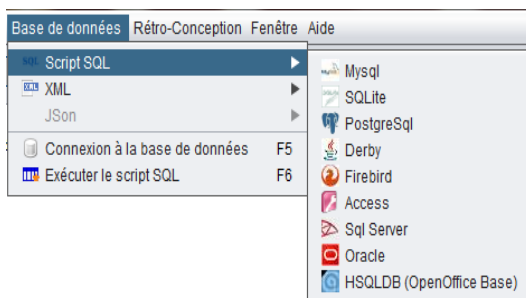 Base de données Rétro-Conception Fenêtre Aide
SQL Script SQL
XML
JSon
Connexion à la base de données F5
Exécuter le script SQL F6
Mysql
SQLite
PostgreSql
Derby
Firebird
Access
Sql Server
Oracle
HSQLDB (OpenOffice Base)